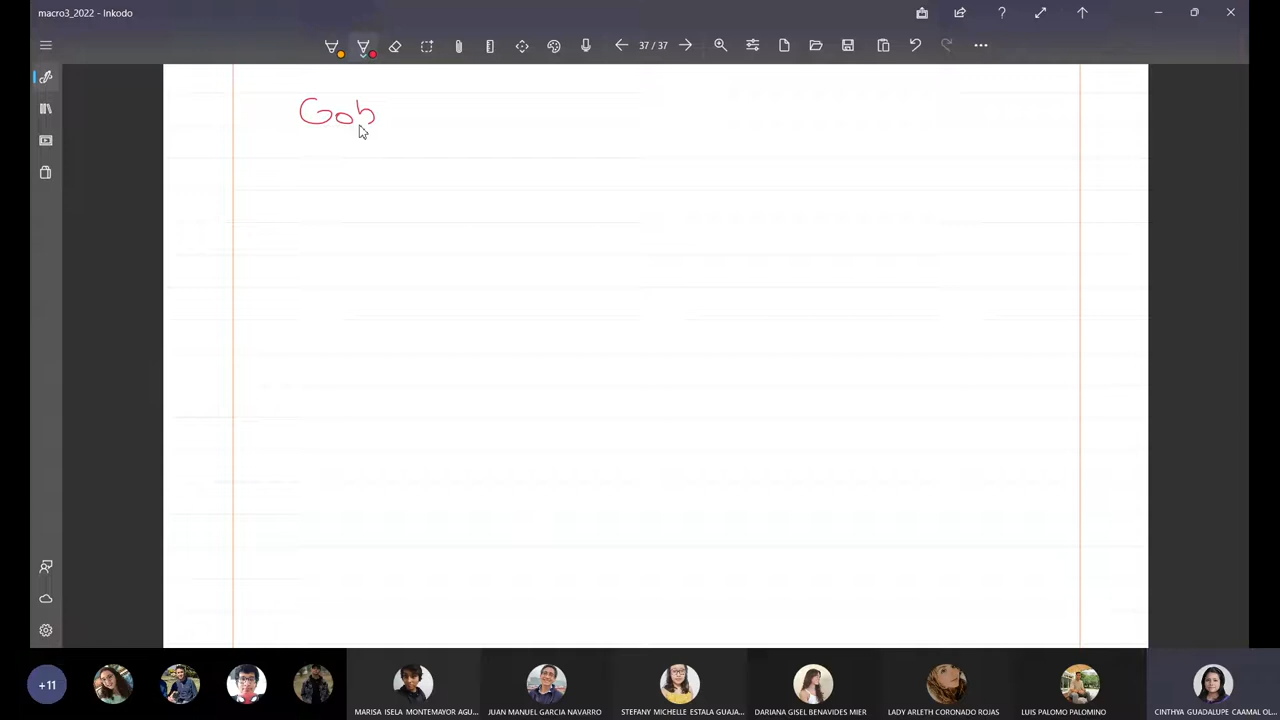 macro3_2022 - Inkodo
37 / 37
Gob
+11
MARISA ISELA MONTEMAYOR AGU...
JUAN MANUEL GARCIA NAVARRO
STEFANY MICHELLE ESTALA GUAJA...
DARIANA GISEL BENAVIDES MIER
LADY ARLETH CORONADO ROJAS
LUIS PALOMO PALOMINO
CINTHYA GUADALUPE CAAMAL OL...